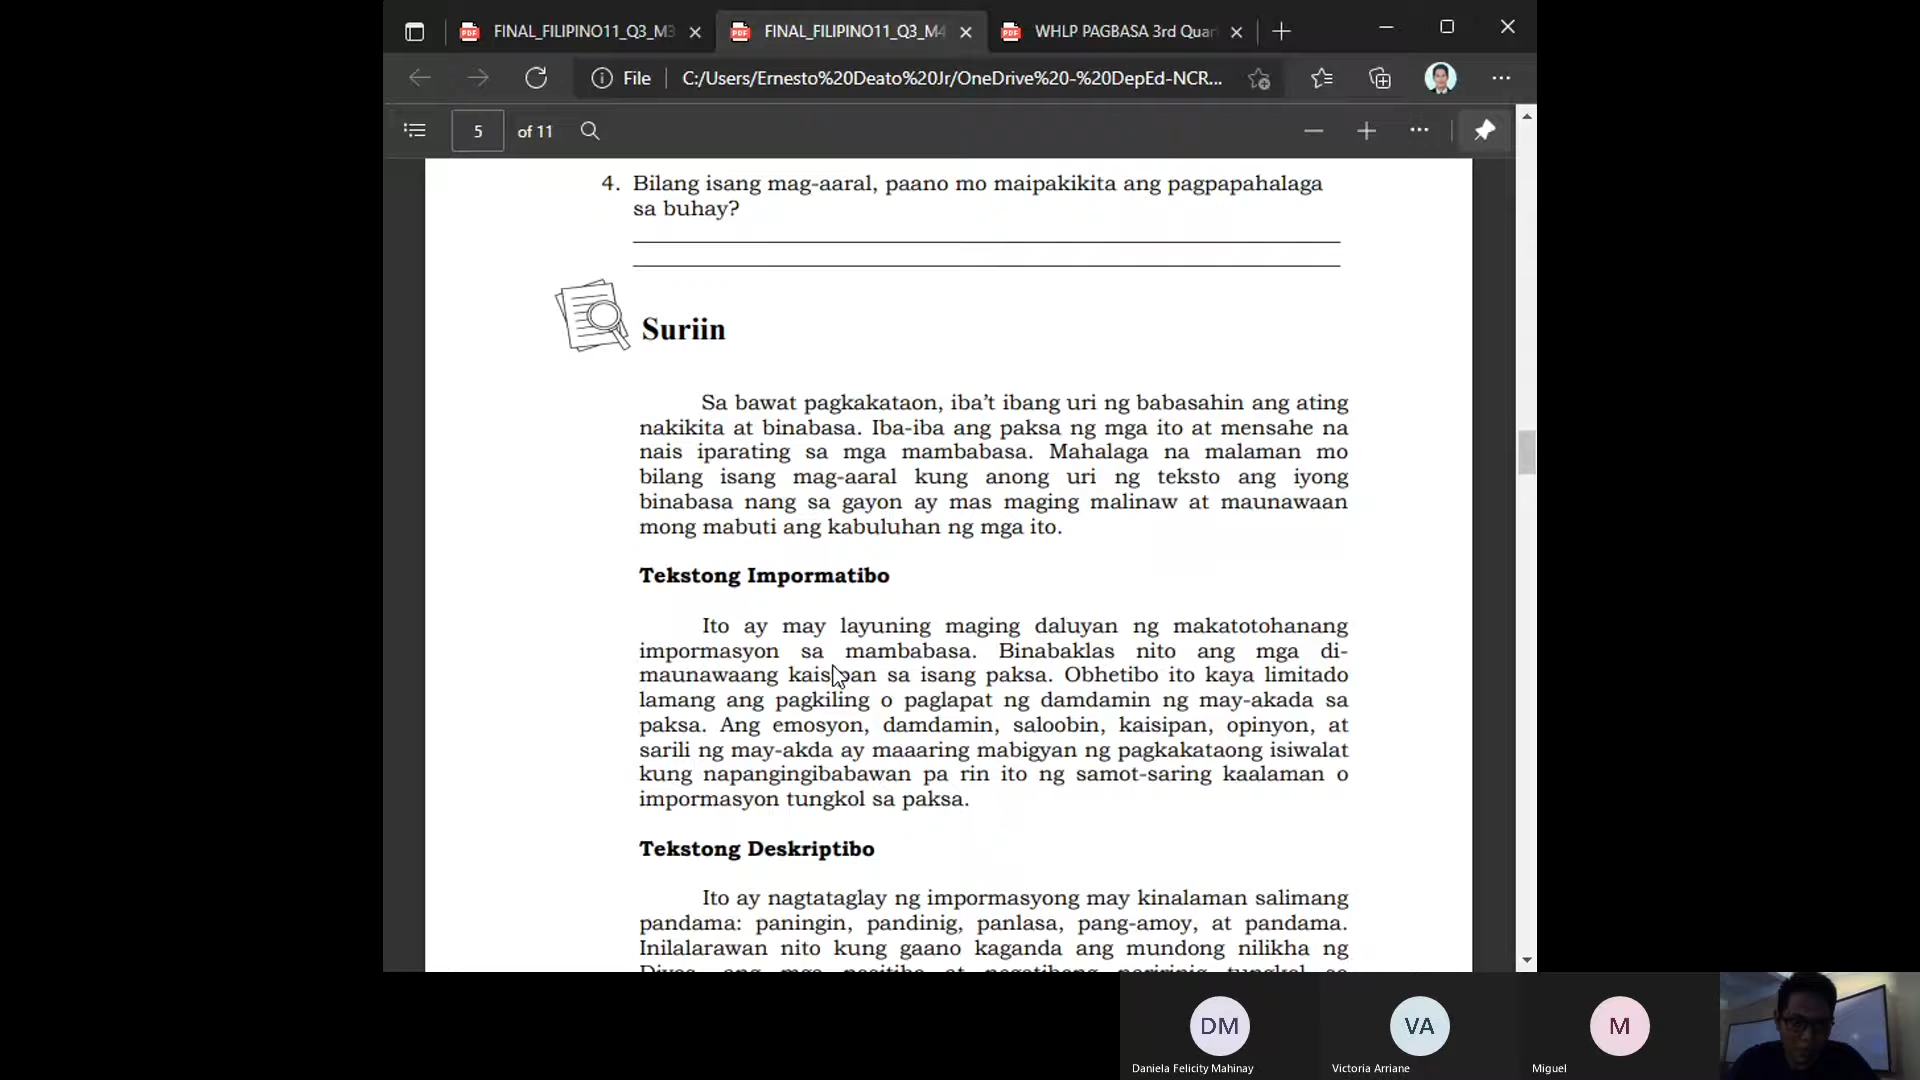 FINAL_FILIPINO11_Q3_M3
FINAL_FILIPINO11_Q3_M4
WHLP PAGBASA 3rd Quar
File
C:/Users/Ernesto%20Deato%20Jr/OneDrive%20-%20DepEd-NCR...
5 of 11
4. Bilang isang mag-aaral, paano mo maipakikita ang pagpapahalaga
sa buhay?
Suriin
Sa bawat pagkakataon, iba't ibang uri ng babasahin ang ating
nakikita at binabasa. Iba-iba ang paksa ng mga ito at mensahe na
nais iparating sa mga mambabasa. Mahalaga na malaman mo
bilang isang mag-aaral kung anong uri ng teksto ang iyong
binabasa nang sa gayon ay mas maging malinaw at maunawaan
mong mabuti ang kabuluhan ng mga ito.
Tekstong Impormatibo
Ito ay may layuning maging daluyan ng makatotohanang
impormasyon sa mambabasa. Binabaklas nito ang mga di-
maunawaang kaisipan sa isang paksa. Obhetibo ito kaya limitado
lamang ang pagkiling o paglapat ng damdamin ng may-akada sa
paksa. Ang emosyon, damdamin, saloobin, kaisipan, opinyon, at
sarili ng may-akda ay maaaring mabigyan ng pagkakataong isiwalat
kung napangingibabawan pa rin ito ng samot-saring kaalaman o
impormasyon tungkol sa paksa.
Tekstong Deskriptibo
Ito ay nagtataglay ng impormasyong may kinalaman salimang
pandama: paningin, pandinig, panlasa, pang-amoy, at pandama.
Inilalarawan nito kung gaano kaganda ang mundong nilikha ng
DM
VA
M
Daniela Felicity Mahinay
Victoria Arriane
Miguel